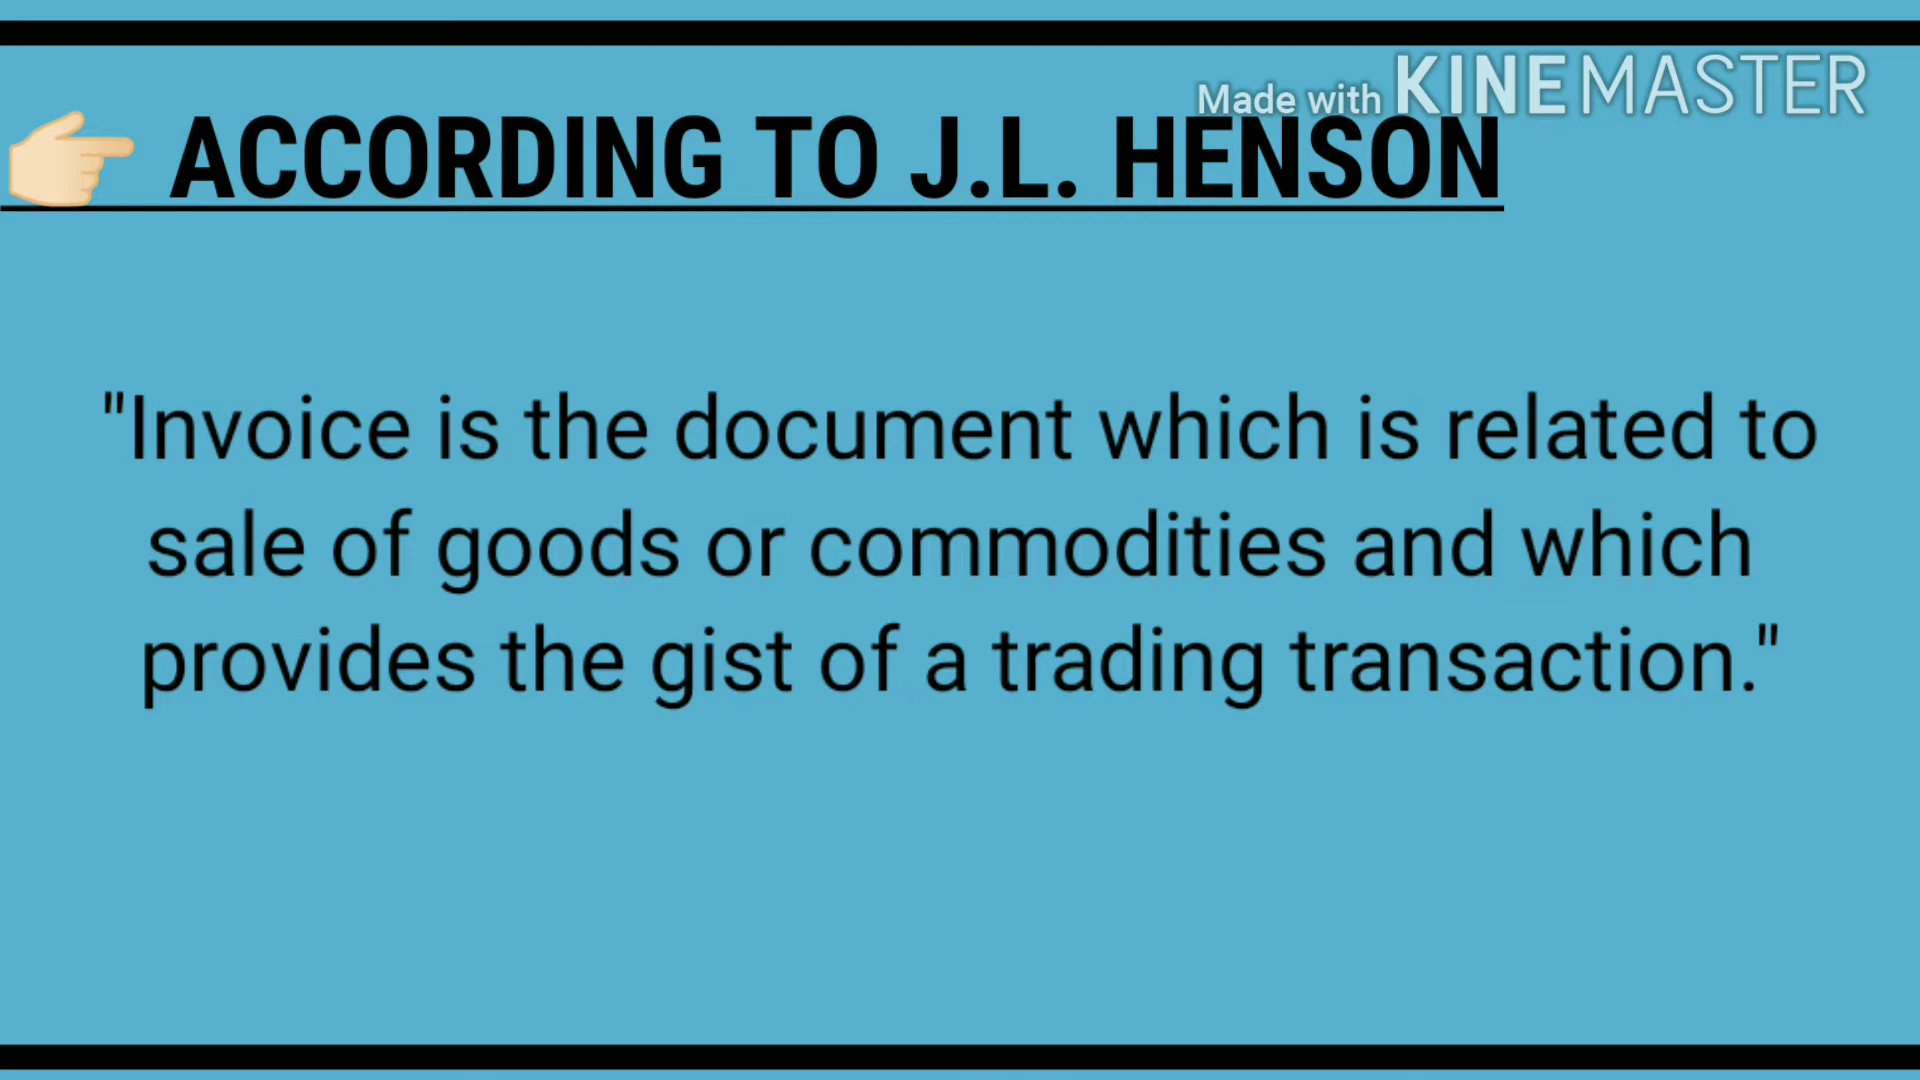 Made with KINEMASTER
👉🏻 ACCORDING TO J.L. HENSON
"Invoice is the document which is related to
sale of goods or commodities and which
provides the gist of a trading transaction."